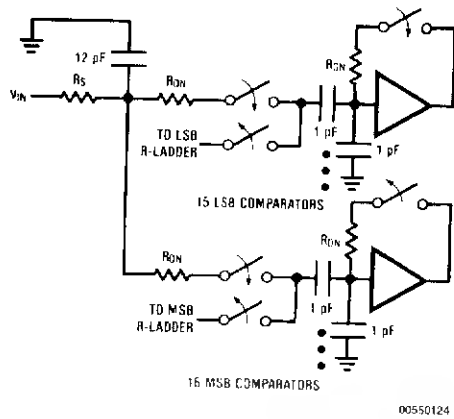 12 pF
VIN
RS
RON
RON
1 pF
1 pF
TO LSB
R-LADDER
15 LSB COMPARATORS
RON
RON
1 pF
1 pF
TO MSB
R-LADDER
16 MSB COMPARATORS
00550124